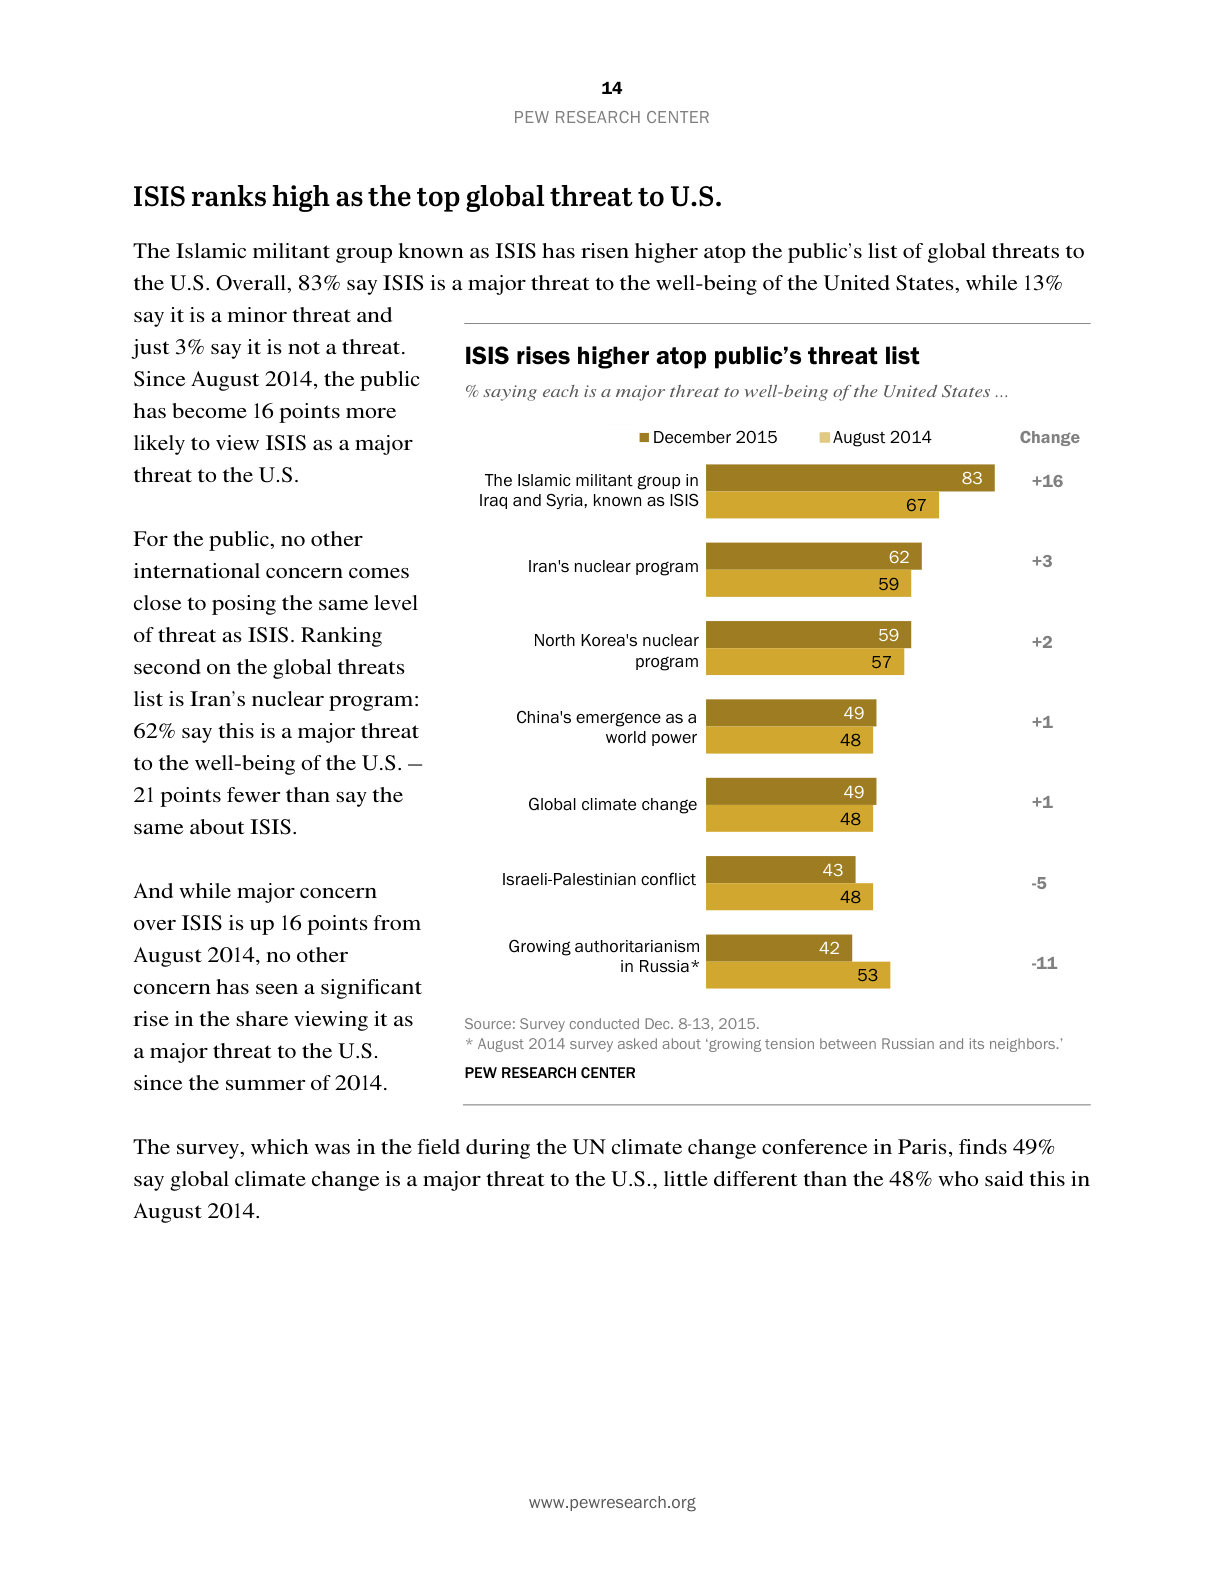 14
PEW RESEARCH CENTER
ISIS ranks high as the top global threat to U.S.
The Islamic militant group known as ISIS has risen higher atop the public's list of global threats to
the U.S. Overall, 83% say ISIS is a major threat to the well-being of the United States, while 13%
say it is a minor threat and
just 3% say it is not a threat.
Since August 2014, the public
has become 16 points more
likely to view ISIS as a major
threat to the U.S.
For the public, no other
international concern comes
close to posing the same level
of threat as ISIS. Ranking
second on the global threats
list is Iran's nuclear program:
62% say this is a major threat
to the well-being of the U.S. –
21 points fewer than say the
same about ISIS.
And while major concern
over ISIS is up 16 points from
August 2014, no other
concern has seen a significant
rise in the share viewing it as
a major threat to the U.S.
since the summer of 2014.
ISIS rises higher atop public's threat list
% saying each is a major threat to well-being of the United States ...
December 2015 August 2014 Change
The Islamic militant group in
Iraq and Syria, known as ISIS
83
67
+16
Iran's nuclear program
62
59
+3
North Korea's nuclear
program
59
57
+2
China's emergence as a
world power
49
48
+1
Global climate change
49
48
+1
Israeli-Palestinian conflict
43
48
-5
Growing authoritarianism
in Russia*
42
53
-11
Source: Survey conducted Dec. 8-13, 2015.
* August 2014 survey asked about ‘growing tension between Russian and its neighbors.’
PEW RESEARCH CENTER
The survey, which was in the field during the UN climate change conference in Paris, finds 49%
say global climate change is a major threat to the U.S., little different than the 48% who said this in
August 2014.
www.pewresearch.org